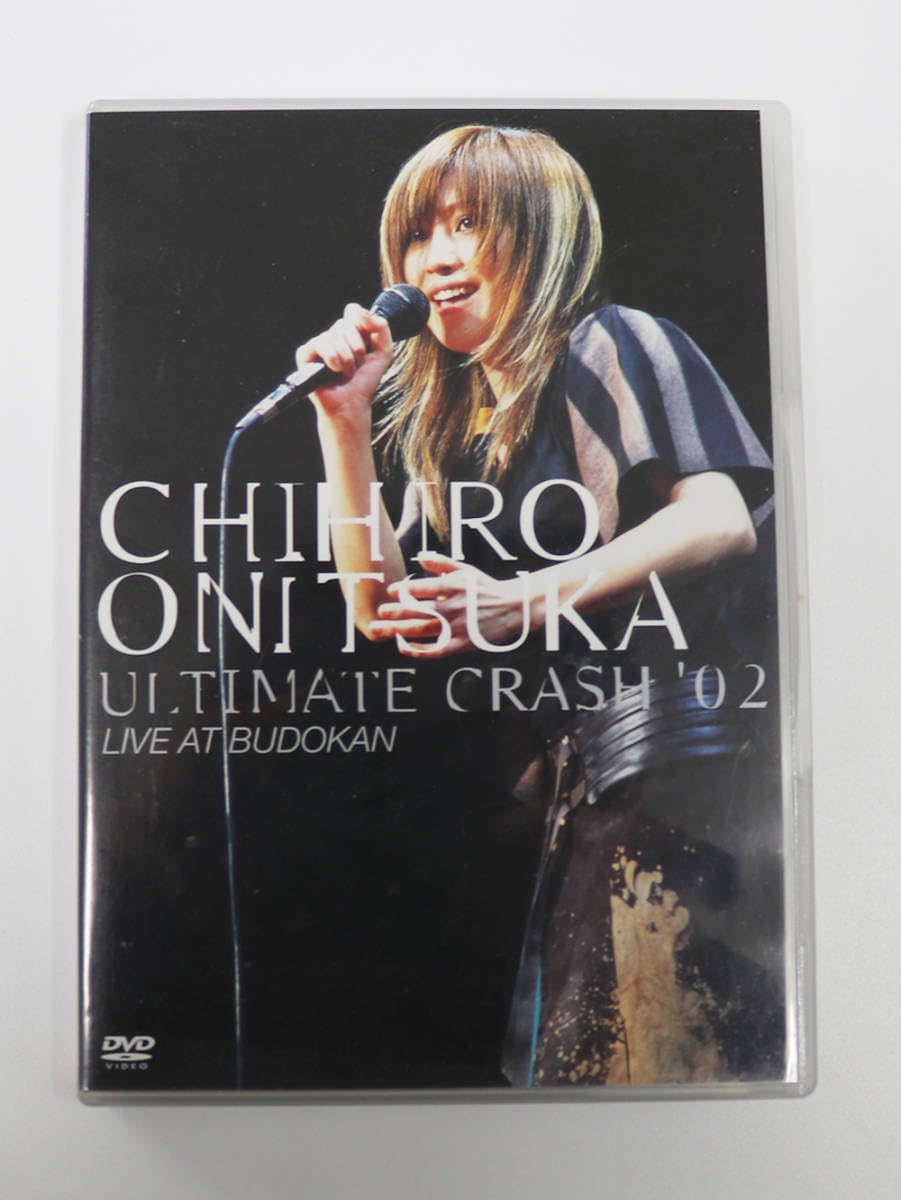 CHIHIRO
ONITSUKA
ULTIMATE CRASH '02
LIVE AT BUDOKAN
DVD
VIDEO